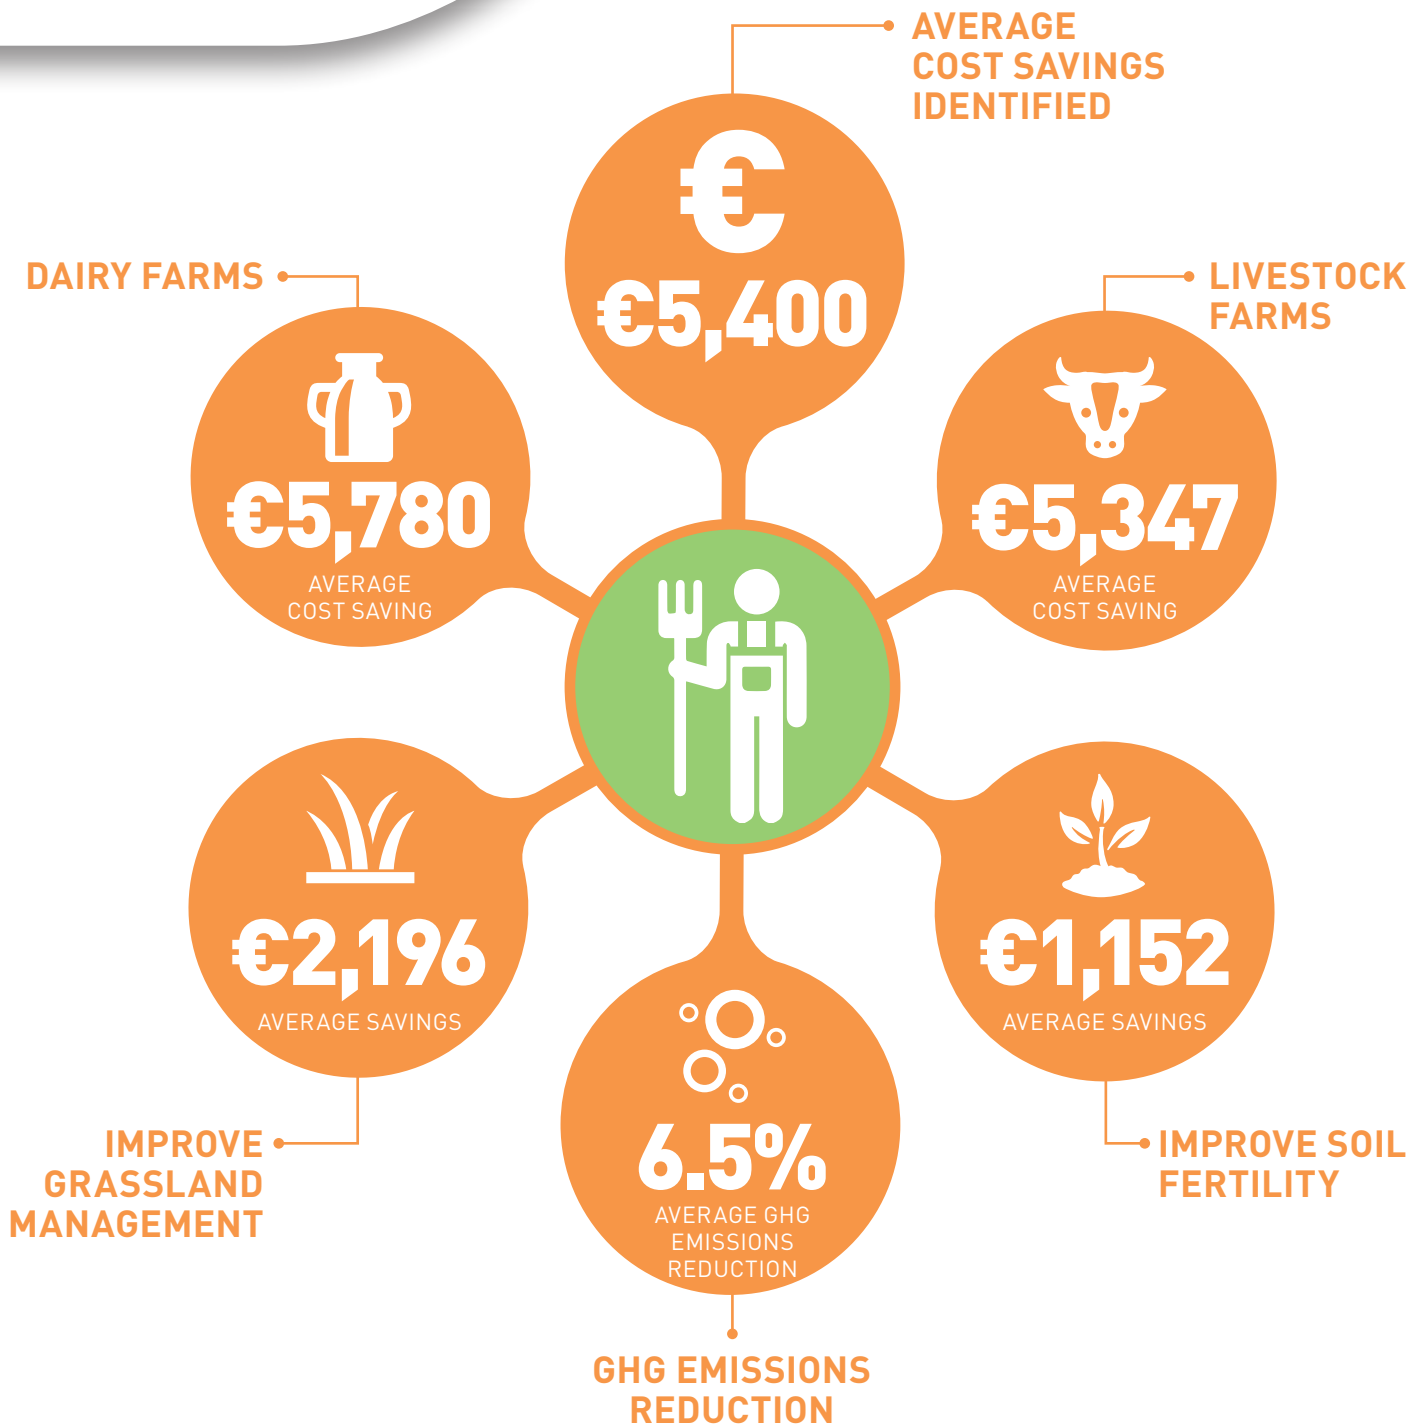 AVERAGE
COST SAVINGS
IDENTIFIED
€
€5,400
DAIRY FARMS
€5,780
AVERAGE
COST SAVING
LIVESTOCK
FARMS
€5,347
AVERAGE
COST SAVING
€2,196
AVERAGE SAVINGS
IMPROVE
GRASSLAND
MANAGEMENT
€1,152
AVERAGE SAVINGS
IMPROVE SOIL
FERTILITY
6.5%
AVERAGE GHG
EMISSIONS
REDUCTION
GHG EMISSIONS
REDUCTION